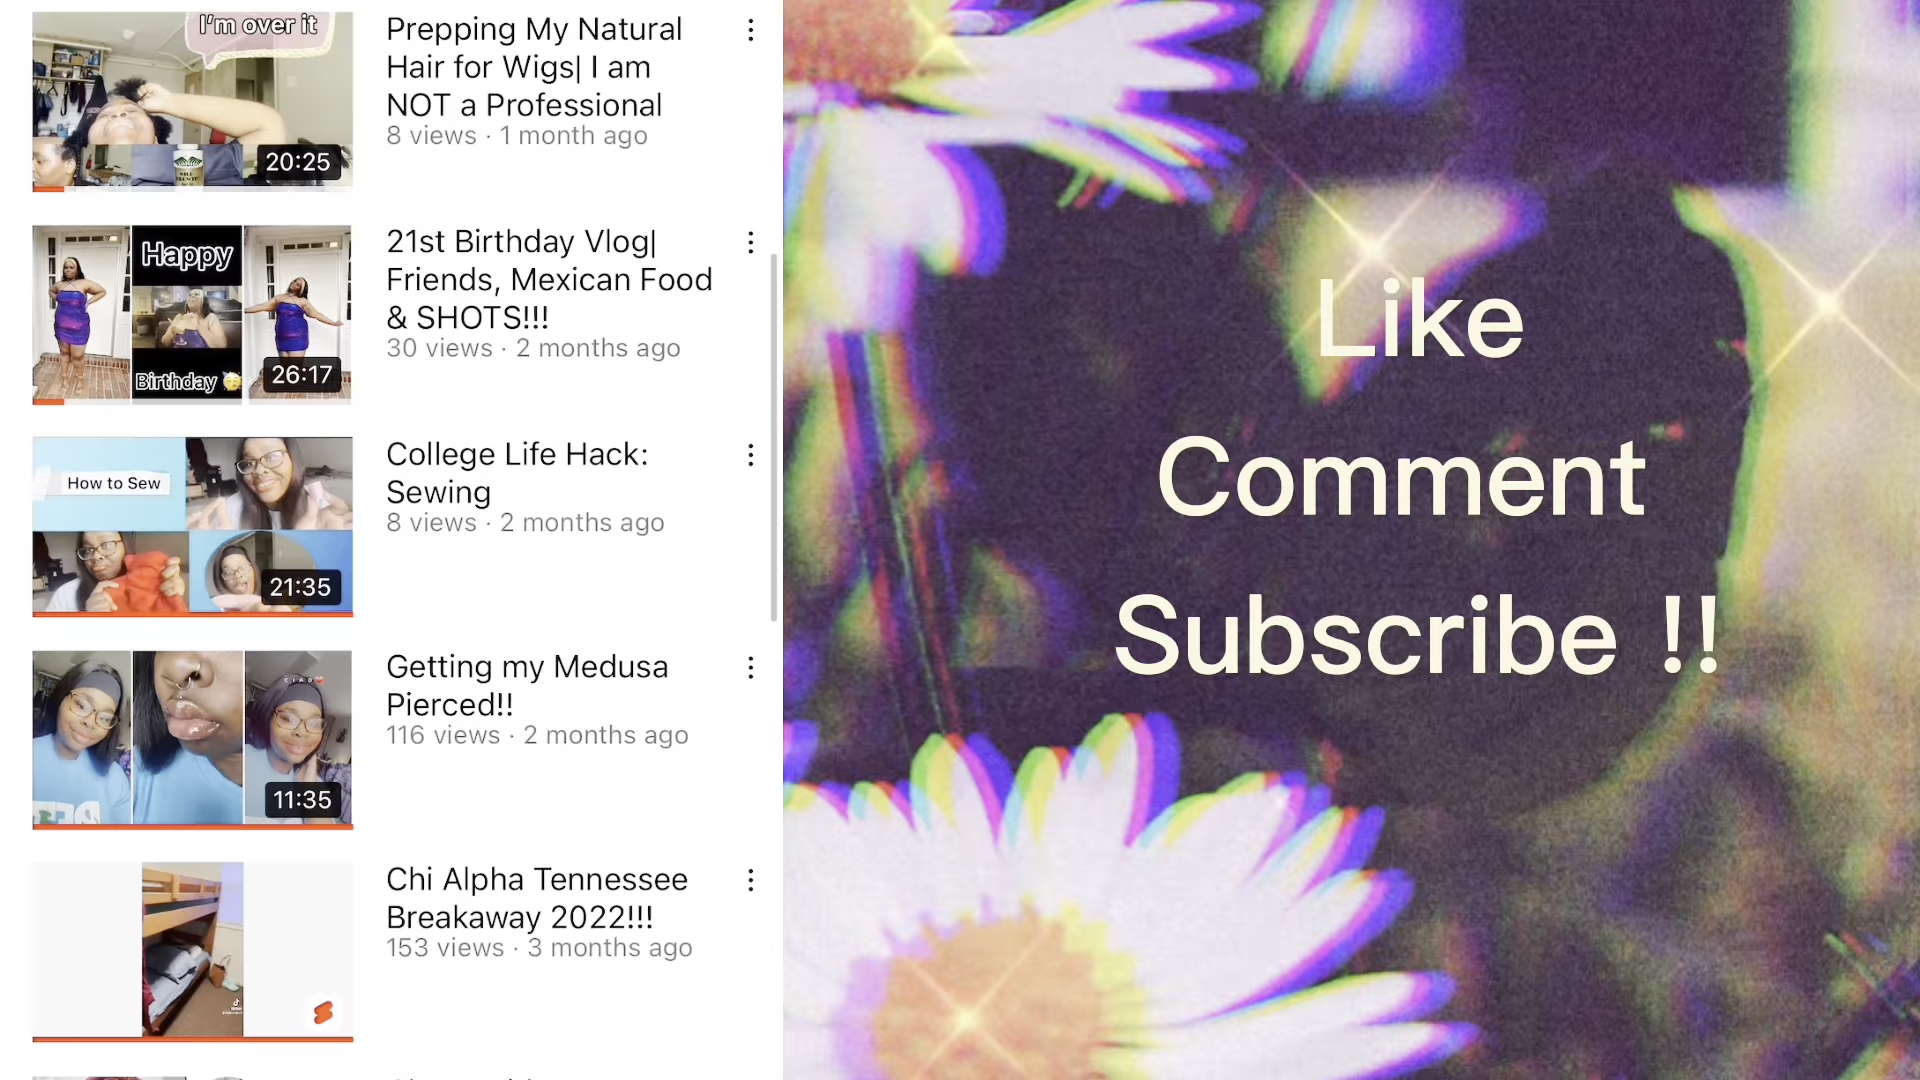 I'm over it
20:25
Prepping My Natural
Hair for Wigs| I am
NOT a Professional
8 views · 1 month ago
Happy
Birthday 🥳
26:17
21st Birthday Vlog|
Friends, Mexican Food
& SHOTS!!!
30 views · 2 months ago
How to Sew
21:35
College Life Hack:
Sewing
8 views · 2 months ago
CIAO❤️
11:35
Getting my Medusa
Pierced!!
116 views · 2 months ago
Chi Alpha Tennessee
Breakaway 2022!!!
153 views · 3 months ago
Like
Comment
Subscribe !!